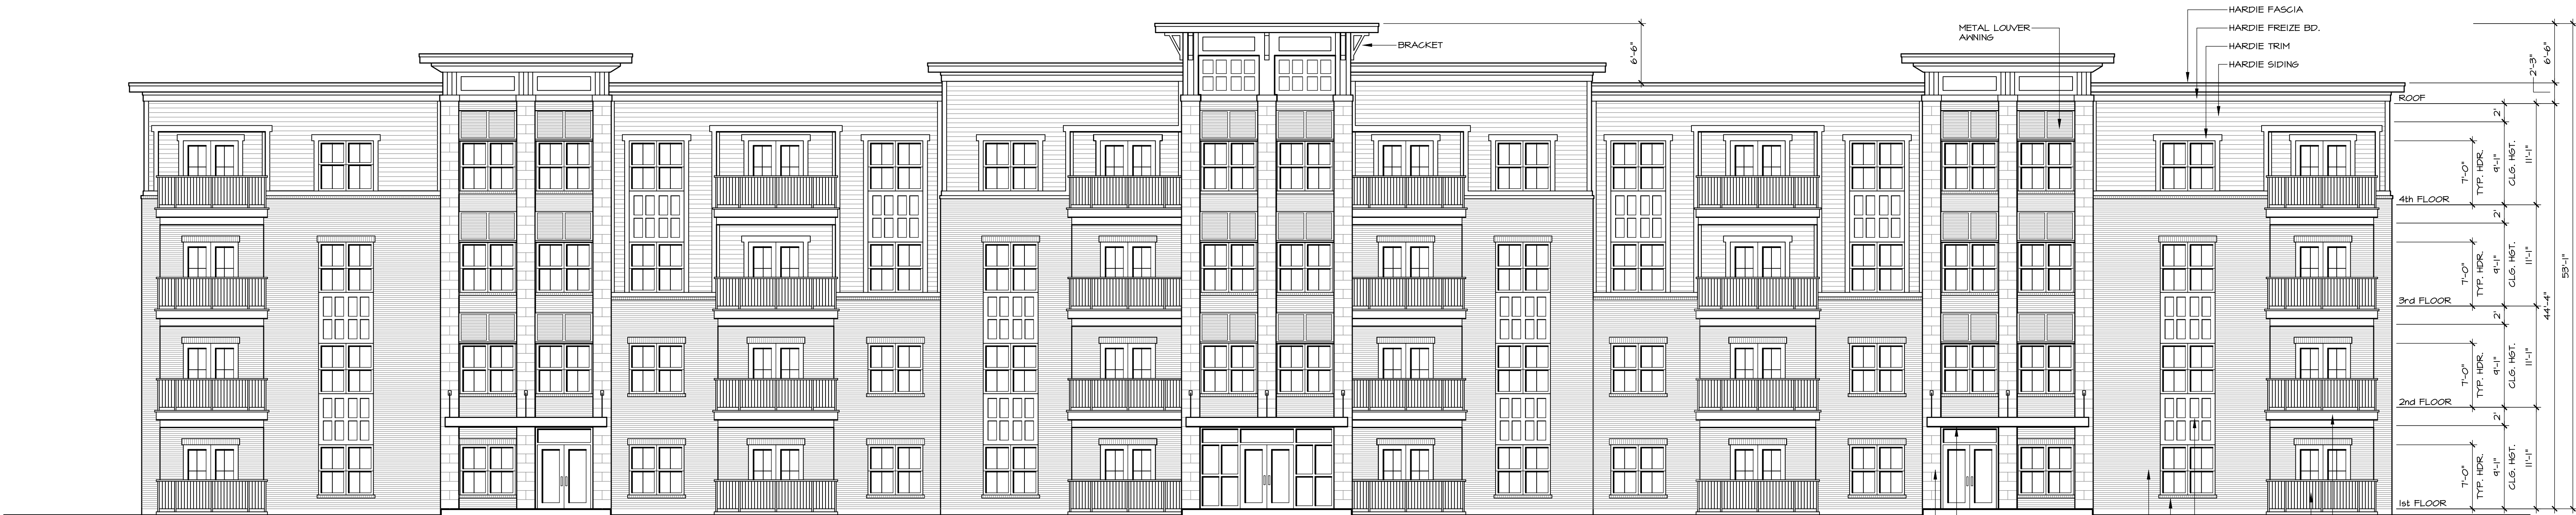 HARDIE FASCIA
METAL LOUVER
AWNING
HARDIE FREIZE BD.
BRACKET
HARDIE TRIM
HARDIE SIDING
6'-6"
2'-3"
6'-6"
ROOF
2'
7'-0"
TYP. HDR.
9'-1"
CLG. HGT.
11'-1"
4th FLOOR
2'
7'-0"
TYP. HDR.
9'-1"
CLG. HGT.
11'-1"
53'-1"
44'-4"
3rd FLOOR
2'
7'-0"
TYP. HDR.
9'-1"
CLG. HGT.
11'-1"
2nd FLOOR
2'
7'-0"
TYP. HDR.
9'-1"
CLG. HGT.
11'-1"
1st FLOOR